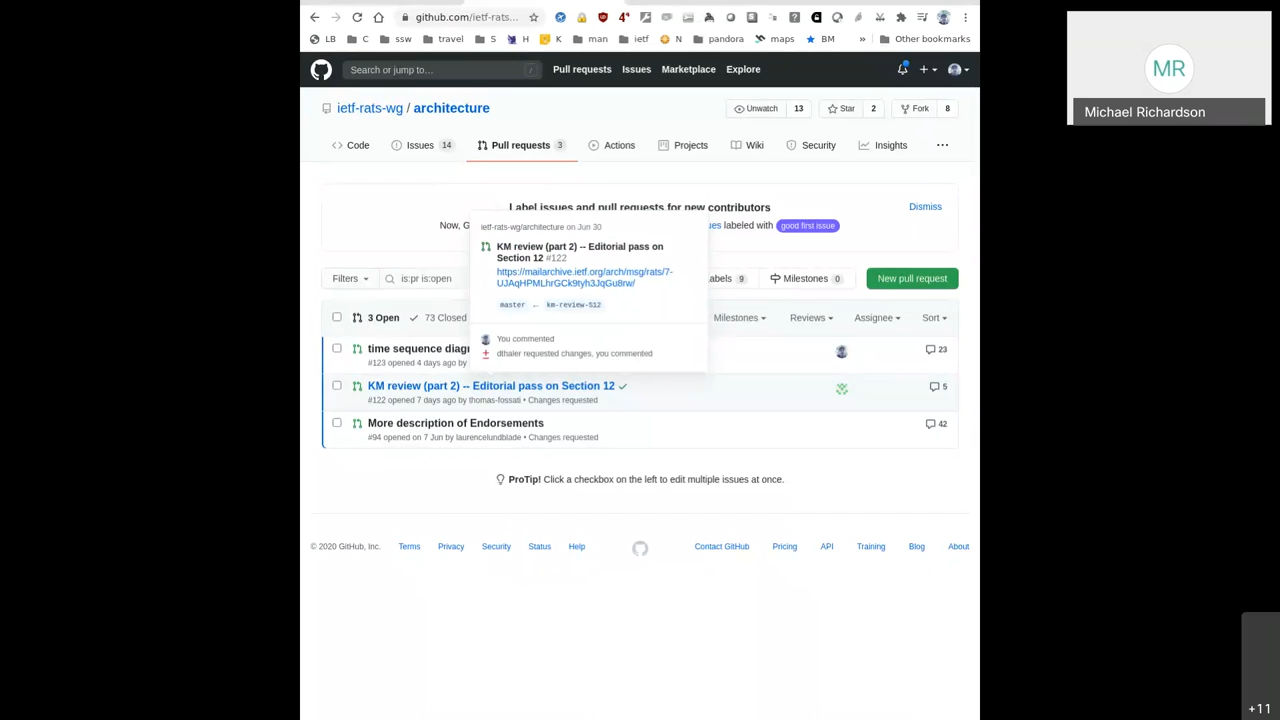 github.com/ietf-rats...
LB C ssw travel S H K man ietf N pandora maps BM » Other bookmarks
Search or jump to... /
Pull requests Issues Marketplace Explore
ietf-rats-wg / architecture
Unwatch 13 Star 2 Fork 8
Code Issues 14 Pull requests 3 Actions Projects Wiki Security Insights ...
Label issues and pull requests for new contributors
Dismiss
Now, G ues labeled with good first issue
ietf-rats-wg/architecture on Jun 30
KM review (part 2) -- Editorial pass on
Section 12 #122
https://mailarchive.ietf.org/arch/msg/rats/7-
UJAqHPMLhrGCk9tyh3JqGu8rw/
master ← km-review-S12
You commented
dthaler requested changes, you commented
Filters is:pr is:open
Labels 9 Milestones 0 New pull request
3 Open 73 Closed
Milestones Reviews Assignee Sort
time sequence diagr
23
#123 opened 4 days ago by
KM review (part 2) -- Editorial pass on Section 12
5
#122 opened 7 days ago by thomas-fossati • Changes requested
More description of Endorsements
42
#94 opened on 7 Jun by laurencelundblade • Changes requested
ProTip! Click a checkbox on the left to edit multiple issues at once.
© 2020 GitHub, Inc. Terms Privacy Security Status Help Contact GitHub Pricing API Training Blog About
MR
Michael Richardson
+11